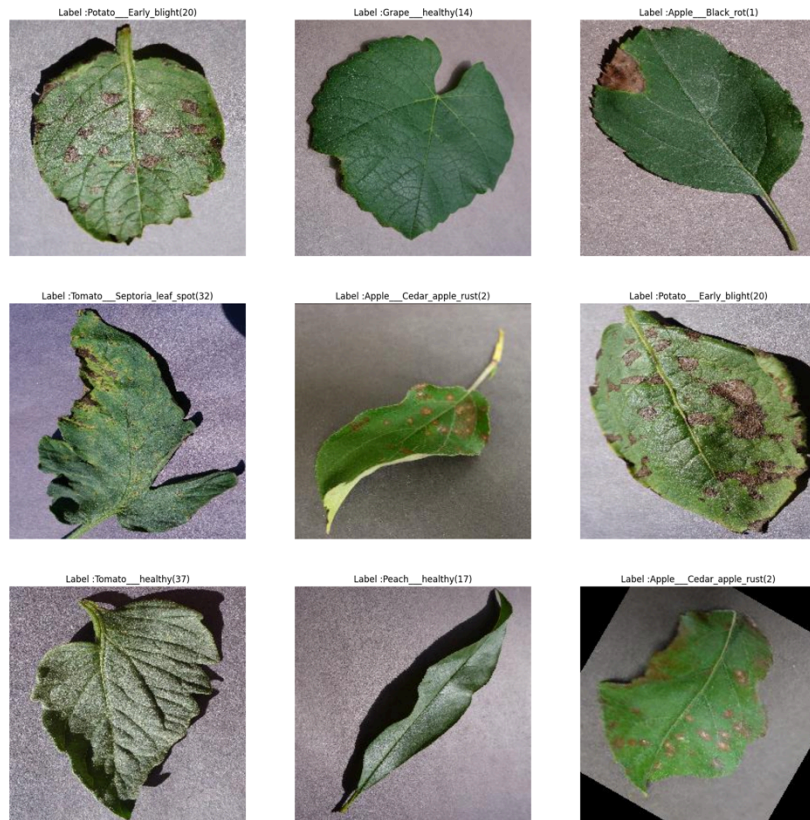 Label :Potato___Early_blight(20)
Label :Grape___healthy(14)
Label :Apple___Black_rot(1)
Label :Tomato___Septoria_leaf_spot(32)
Label :Apple___Cedar_apple_rust(2)
Label :Potato___Early_blight(20)
Label :Tomato___healthy(37)
Label :Peach___healthy(17)
Label :Apple___Cedar_apple_rust(2)